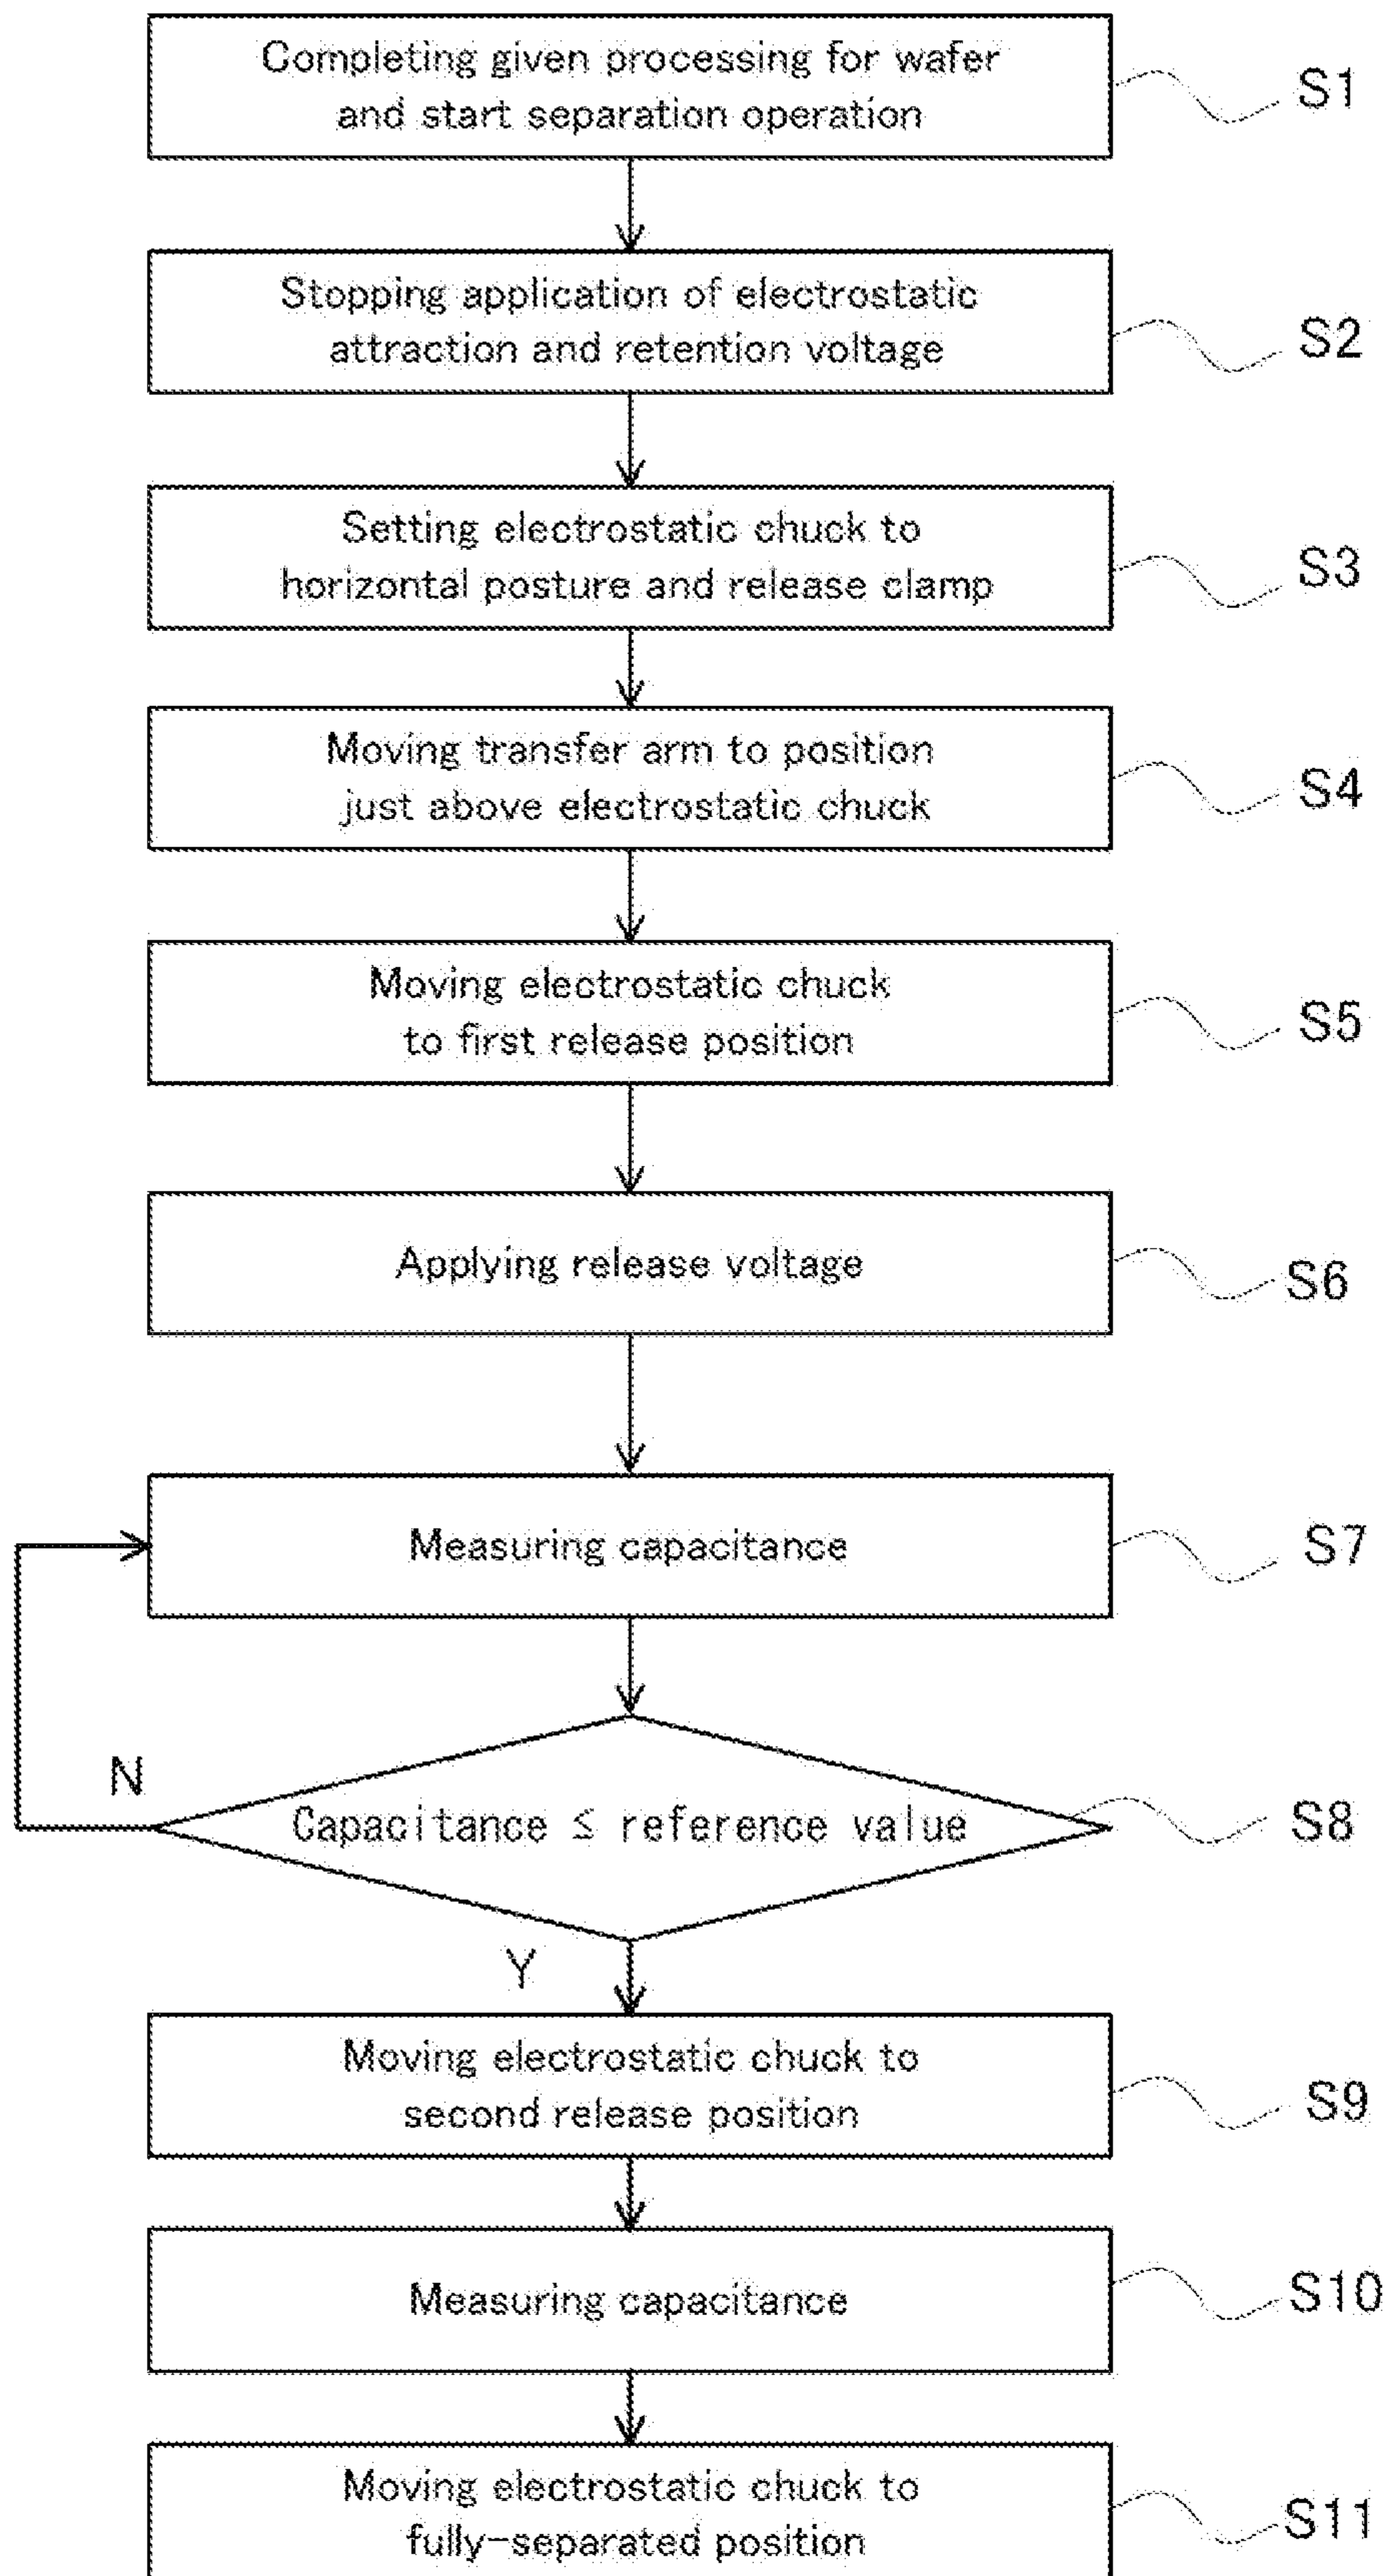 Completing given processing for wafer
and start separation operation
S1
Stopping application of electrostatic
attraction and retention voltage
S2
Setting electrostatic chuck to
horizontal posture and release clamp
S3
Moving transfer arm to position
just above electrostatic chuck
S4
Moving electrostatic chuck
to first release position
S5
Applying release voltage
S6
Measuring capacitance
S7
N
Capacitance ≤ reference value
S8
Y
Moving electrostatic chuck to
second release position
S9
Measuring capacitance
S10
Moving electrostatic chuck to
fully-separated position
S11